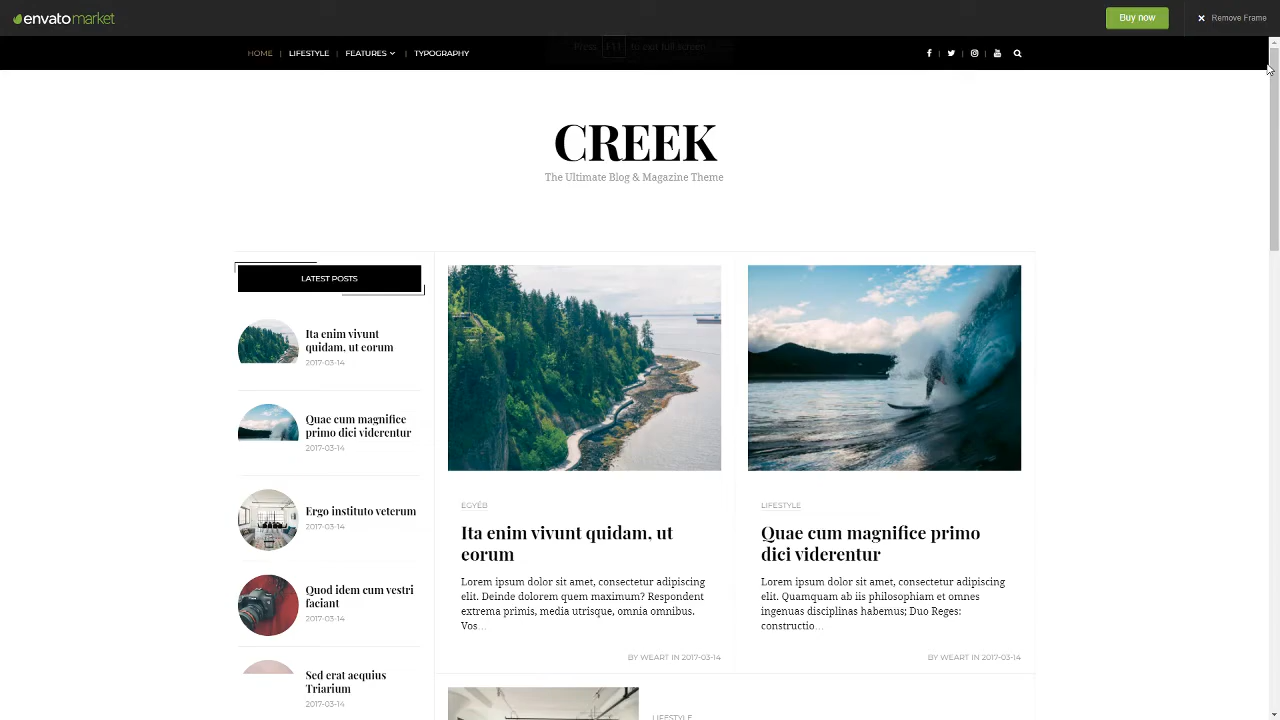 envato market
Buy now
Remove Frame
HOME | LIFESTYLE | FEATURES | TYPOGRAPHY
Press F11 to exit full screen
CREEK
The Ultimate Blog & Magazine Theme
LATEST POSTS
Ita enim vivunt
quidam, ut eorum
2017-03-14
Quae cum magnifice
primo dici viderentur
2017-03-14
Ergo instituto veterum
2017-03-14
Quod idem cum vestri
faciant
2017-03-14
Sed erat aequius
Triarium
2017-03-14
EGYÉB
Ita enim vivunt quidam, ut
eorum
Lorem ipsum dolor sit amet, consectetur adipiscing
elit. Deinde dolorem quem maximum? Respondent
extrema primis, media utrisque, omnia omnibus.
Vos...
BY WEART IN 2017-03-14
LIFESTYLE
Quae cum magnifice primo
dici viderentur
Lorem ipsum dolor sit amet, consectetur adipiscing
elit. Quamquam ab iis philosophiam et omnes
ingenuas disciplinas habemus; Duo Reges:
constructio...
BY WEART IN 2017-03-14
LIFESTYLE